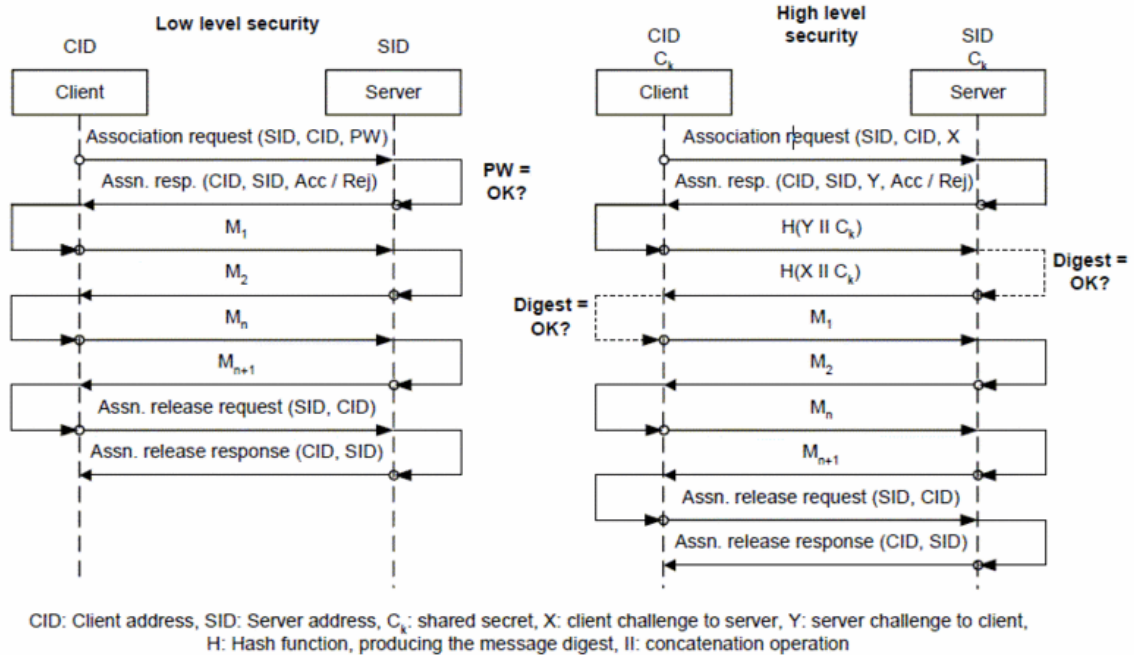 Low level security
CID
SID
Client
Server
Association request (SID, CID, PW)
PW =
OK?
Assn. resp. (CID, SID, Acc / Rej)
M1
M2
Mn
Mn+1
Assn. release request (SID, CID)
Assn. release response (CID, SID)
High level
security
CID
Ck
SID
Ck
Client
Server
Association request (SID, CID, X
Assn. resp. (CID, SID, Y, Acc / Rej)
H(Y II Ck)
Digest =
OK?
H(X II Ck)
Digest =
OK?
M1
M2
Mn
Mn+1
Assn. release request (SID, CID)
Assn. release response (CID, SID)
CID: Client address, SID: Server address, Ck: shared secret, X: client challenge to server, Y: server challenge to client,
H: Hash function, producing the message digest, II: concatenation operation